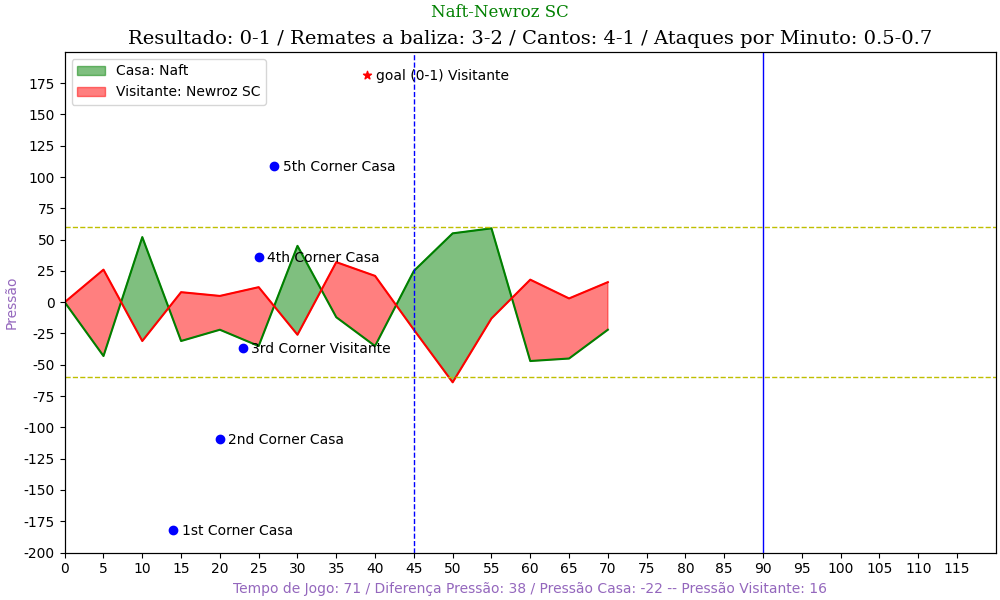 Naft-Newroz SC
Resultado: 0-1 / Remates a baliza: 3-2 / Cantos: 4-1 / Ataques por Minuto: 0.5-0.7
Casa: Naft
Visitante: Newroz SC
goal (0-1) Visitante
5th Corner Casa
4th Corner Casa
3rd Corner Visitante
2nd Corner Casa
1st Corner Casa
Pressão
175
150
125
100
75
50
25
0
-25
-50
-75
-100
-125
-150
-175
-200
0 5 10 15 20 25 30 35 40 45 50 55 60 65 70 75 80 85 90 95 100 105 110 115
Tempo de Jogo: 71 / Diferença Pressão: 38 / Pressão Casa: -22 -- Pressão Visitante: 16